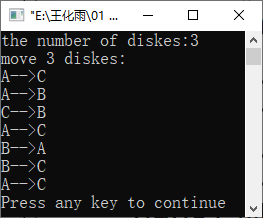 "E:\王化雨\01 ...
the number of diskes:3
move 3 diskes:
A-->C
A-->B
C-->B
A-->C
B-->A
B-->C
A-->C
Press any key to continue